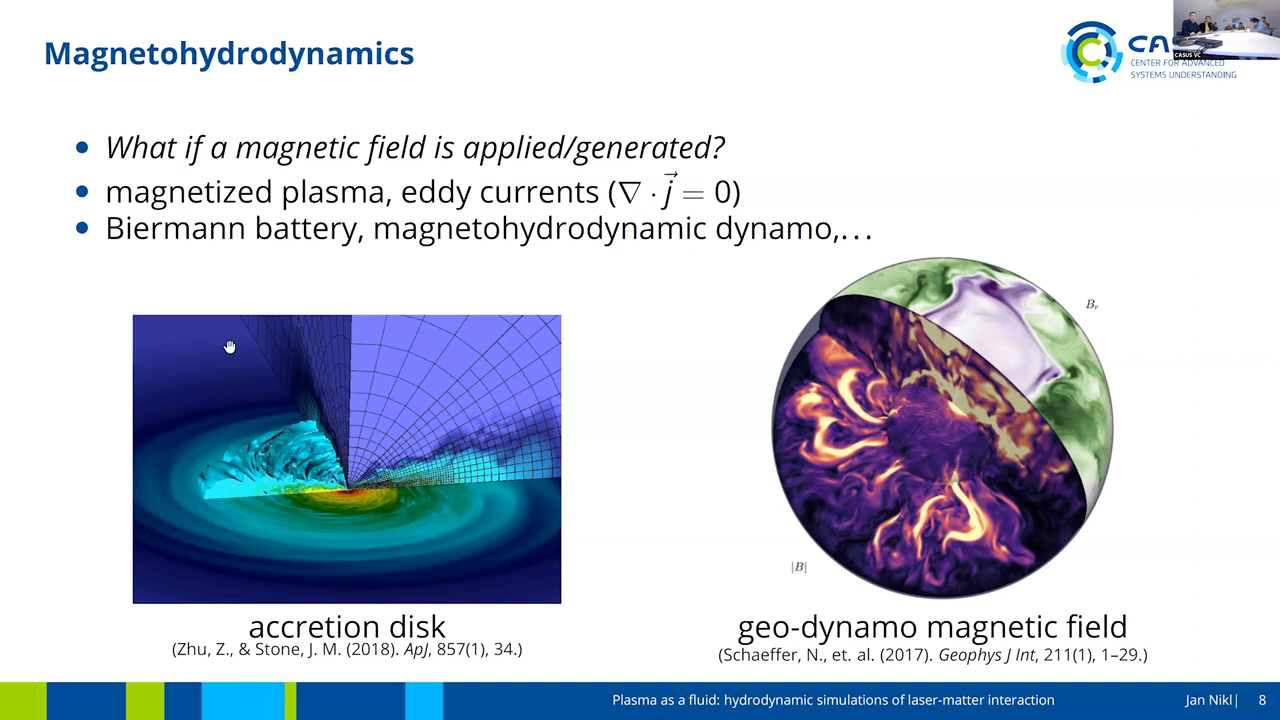 Magnetohydrodynamics
CA
CENTER FOR ADVANCED
SYSTEMS UNDERSTANDING
CASUS VC
• What if a magnetic field is applied/generated?
• magnetized plasma, eddy currents (∇ · j⃗ = 0)
• Biermann battery, magnetohydrodynamic dynamo,…
B_r
|B|
accretion disk
(Zhu, Z., & Stone, J. M. (2018). ApJ, 857(1), 34.)
geo-dynamo magnetic field
(Schaeffer, N., et. al. (2017). Geophys J Int, 211(1), 1–29.)
Plasma as a fluid: hydrodynamic simulations of laser-matter interaction
Jan Nikl| 8